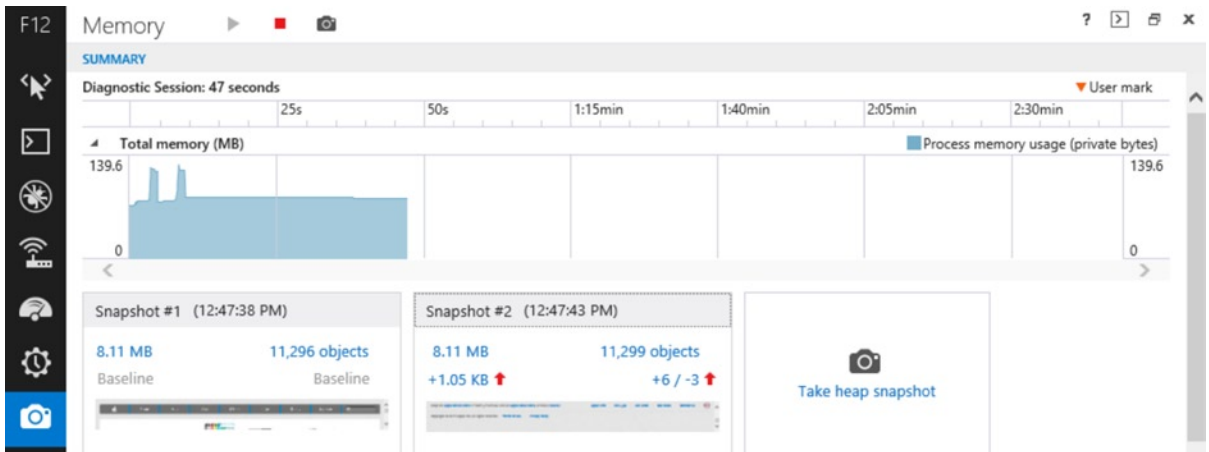 F12 Memory ?
SUMMARY
Diagnostic Session: 47 seconds User mark
25s 50s 1:15min 1:40min 2:05min 2:30min
Total memory (MB) Process memory usage (private bytes)
139.6 139.6
0 0
Snapshot #1 (12:47:38 PM) Snapshot #2 (12:47:43 PM)
8.11 MB 11,296 objects 8.11 MB 11,299 objects
Baseline Baseline +1.05 KB +6 / -3
Take heap snapshot